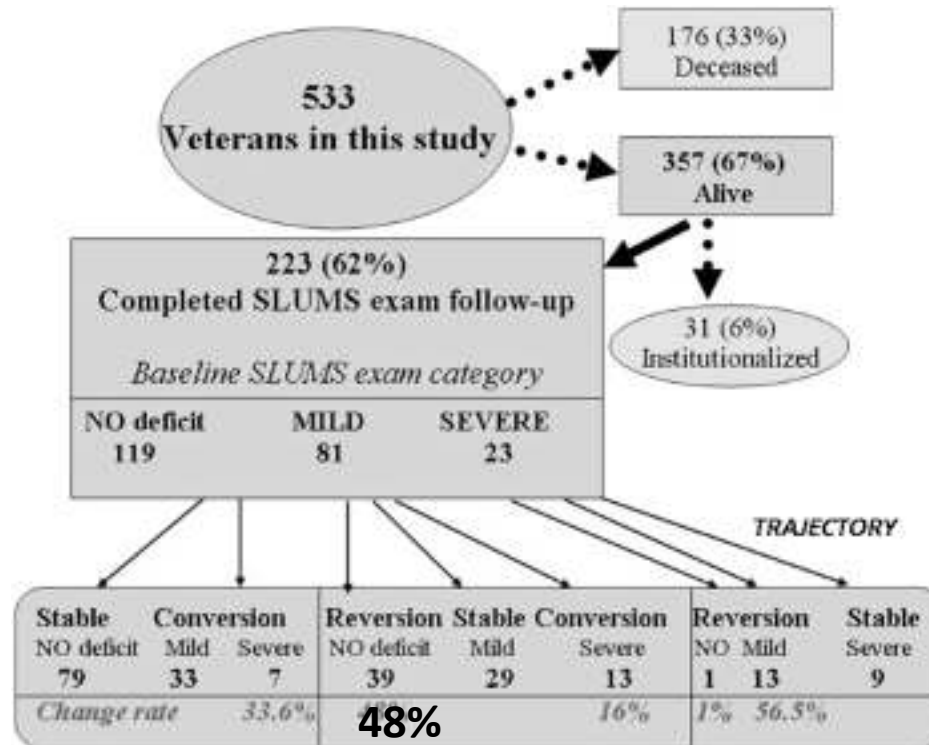 176 (33%)
Deceased
533
Veterans in this study
357 (67%)
Alive
223 (62%)
Completed SLUMS exam follow-up
31 (6%)
Institutionalized
Baseline SLUMS exam category
NO deficit MILD SEVERE
119 81 23
TRAJECTORY
Stable Conversion Reversion Stable Conversion Reversion Stable
NO deficit Mild Severe NO deficit Mild Severe NO Mild Severe
79 33 7 39 29 13 1 13 9
Change rate 33.6% 48% 16% 1% 56.5%